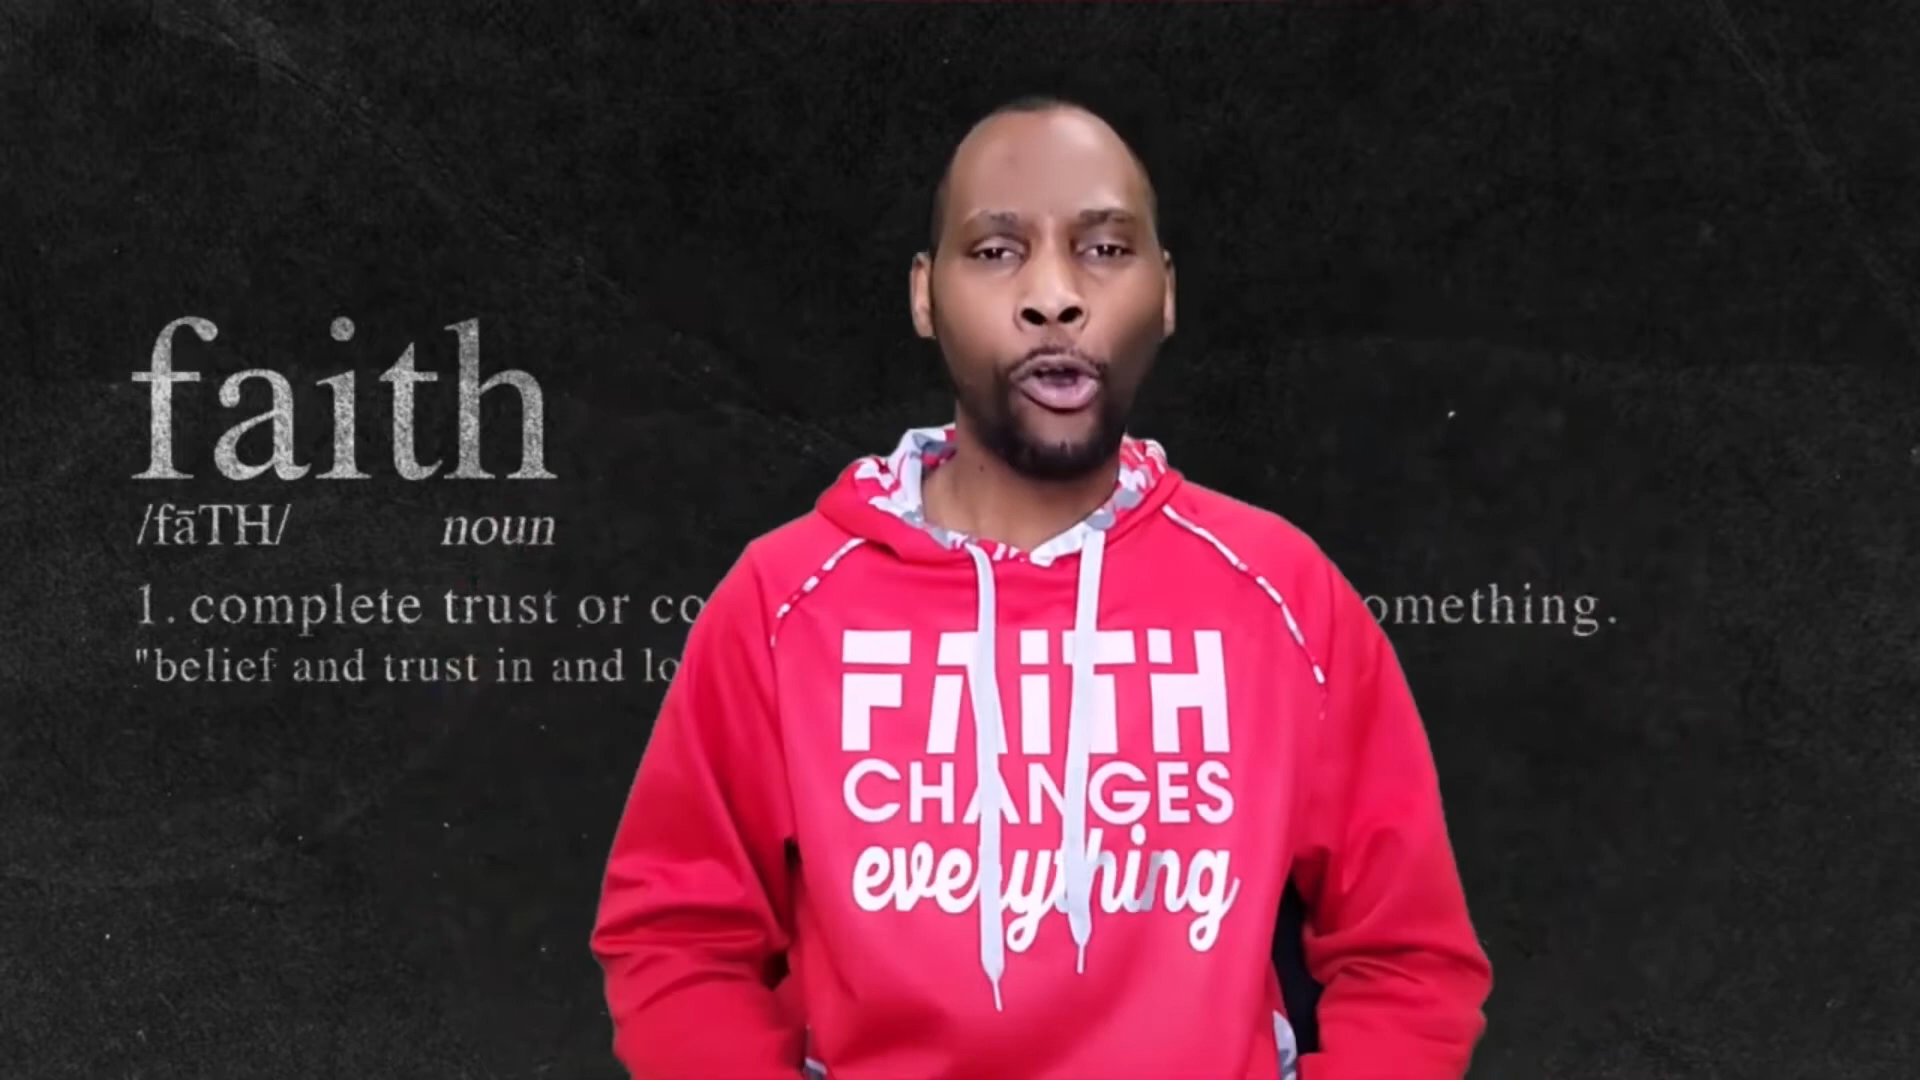 faith
/fāTH/ noun
1. complete trust or co omething.
"belief and trust in and lo
FAITH
CHANGES
everything